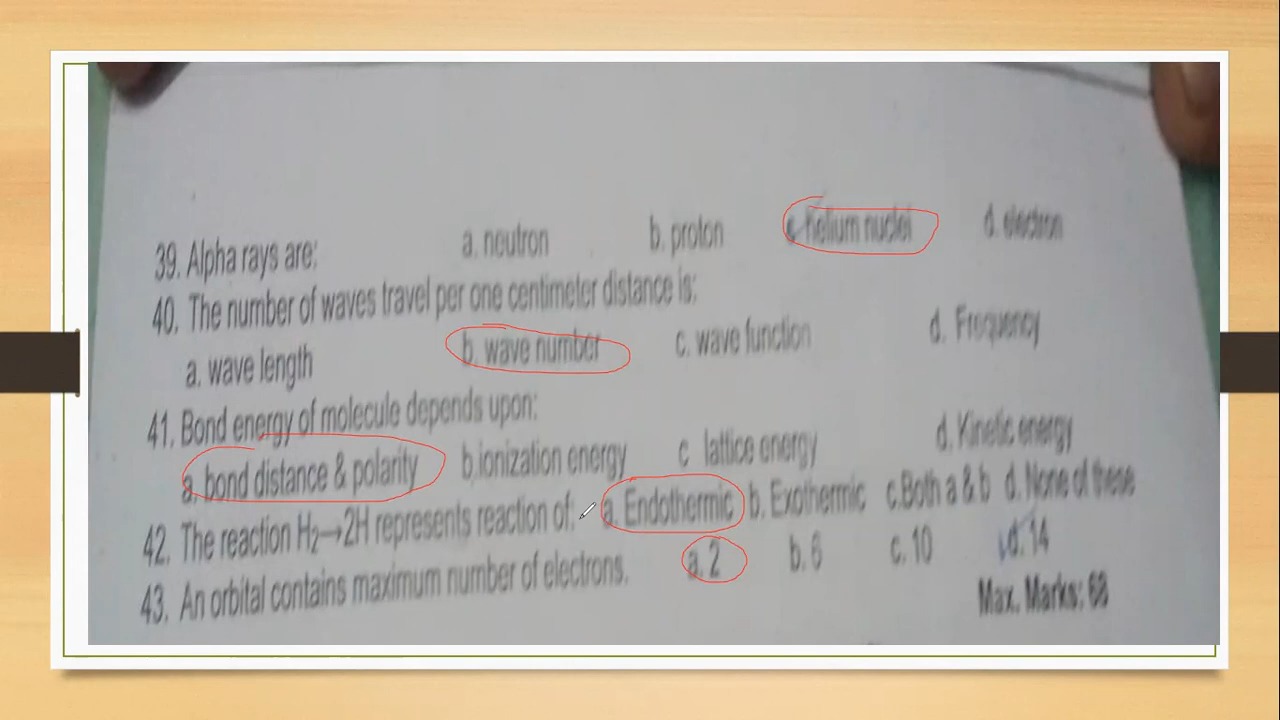 39. Alpha rays are: a. neutron b. proton c. helium nuclei d. electron
40. The number of waves travel per one centimeter distance is:
a. wave length b. wave number c. wave function d. Frequency
41. Bond energy of molecule depends upon:
a. bond distance & polarity b.ionization energy c lattice energy d. Kinetic energy
42. The reaction H₂→2H represents reaction of: a. Endothermic b. Exothermic c.Both a & b d. None of these
43. An orbital contains maximum number of electrons. a. 2 b. 6 c. 10 d. 14
Max. Marks: 68